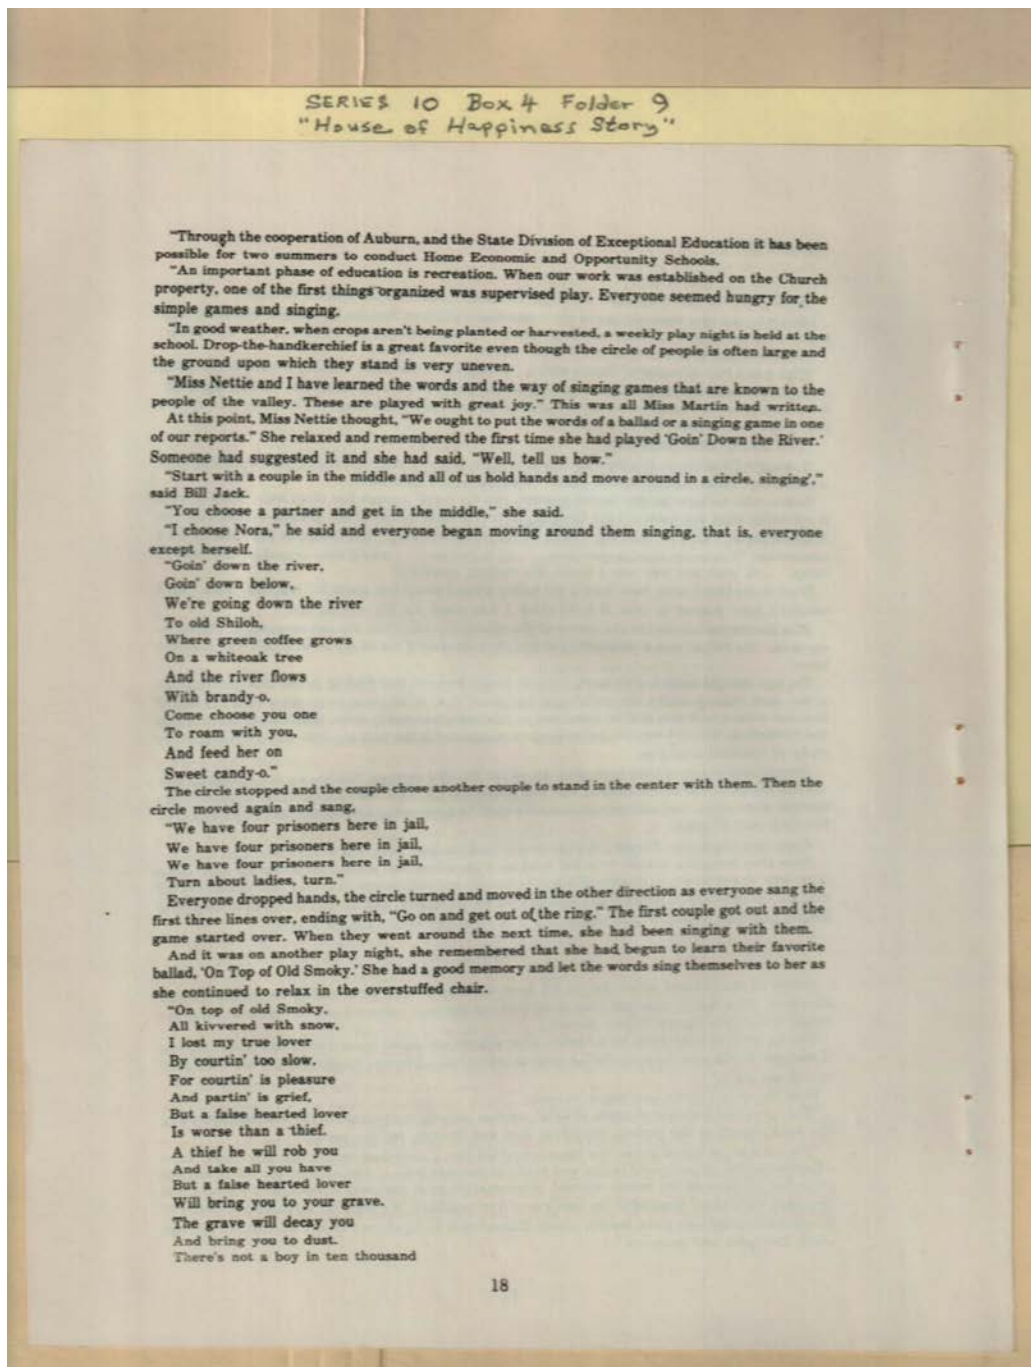 SERIES 10 Box 4 Folder 9
"House of Happiness Story"
"Through the cooperation of Auburn, and the State Division of Exceptional Education it has been
possible for two summers to conduct Home Economic and Opportunity Schools.
"An important phase of education is recreation. When our work was established on the Church
property, one of the first things organized was supervised play. Everyone seemed hungry for the
simple games and singing.
"In good weather, when crops aren't being planted or harvested, a weekly play night is held at the
school. Drop-the-handkerchief is a great favorite even though the circle of people is often large and
the ground upon which they stand is very uneven.
"Miss Nettie and I have learned the words and the way of singing games that are known to the
people of the valley. These are played with great joy." This was all Miss Martin had written.
At this point, Miss Nettie thought, "We ought to put the words of a ballad or a singing game in one
of our reports." She relaxed and remembered the first time she had played 'Goin' Down the River.'
Someone had suggested it and she had said, "Well, tell us how."
"Start with a couple in the middle and all of us hold hands and move around in a circle, singing',"
said Bill Jack.
"You choose a partner and get in the middle," she said.
"I choose Nora," he said and everyone began moving around them singing, that is, everyone
except herself.
"Goin' down the river,
Goin' down below,
We're going down the river
To old Shiloh,
Where green coffee grows
On a whiteoak tree
And the river flows
With brandy-o.
Come choose you one
To roam with you,
And feed her on
Sweet candy-o."
The circle stopped and the couple chose another couple to stand in the center with them. Then the
circle moved again and sang,
"We have four prisoners here in jail,
We have four prisoners here in jail,
We have four prisoners here in jail,
Turn about ladies, turn."
Everyone dropped hands, the circle turned and moved in the other direction as everyone sang the
first three lines over, ending with, "Go on and get out of the ring." The first couple got out and the
game started over. When they went around the next time, she had been singing with them.
And it was on another play night, she remembered that she had begun to learn their favorite
ballad, 'On Top of Old Smoky.' She had a good memory and let the words sing themselves to her as
she continued to relax in the overstuffed chair.
"On top of old Smoky,
All kivvered with snow,
I lost my true lover
By courtin' too slow.
For courtin' is pleasure
And partin' is grief,
But a false hearted lover
Is worse than a thief.
A thief he will rob you
And take all you have
But a false hearted lover
Will bring you to your grave.
The grave will decay you
And bring you to dust.
There's not a boy in ten thousand
18